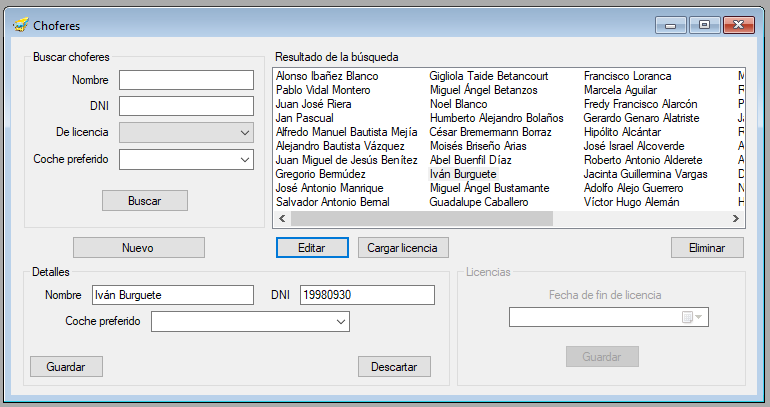 Choferes
Buscar choferes
Nombre
DNI
De licencia
Coche preferido
Buscar
Resultado de la búsqueda
Alonso Ibañez Blanco Gigliola Taide Betancourt Francisco Loranca M
Pablo Vidal Montero Miguel Ángel Betanzos Marcela Aguilar R
Juan José Riera Noel Blanco Fredy Francisco Alarcón P
Jan Pascual Humberto Alejandro Bolaños Gerardo Genaro Alatriste J
Alfredo Manuel Bautista Mejía César Bremermann Borraz Hipólito Alcántar R
Alejandro Bautista Vázquez Moisés Briseño Arias José Israel Alcoverde A
Juan Miguel de Jesús Benítez Abel Buenfil Díaz Roberto Antonio Alderete A
Gregorio Bermúdez Iván Burguete Jacinta Guillermina Vargas D
José Antonio Manrique Miguel Ángel Bustamante Adolfo Alejo Guerrero N
Salvador Antonio Bernal Guadalupe Caballero Víctor Hugo Alemán H
Nuevo Editar Cargar licencia Eliminar
Detalles
Nombre Iván Burguete DNI 19980930
Coche preferido
Guardar Descartar
Licencias
Fecha de fin de licencia
Guardar